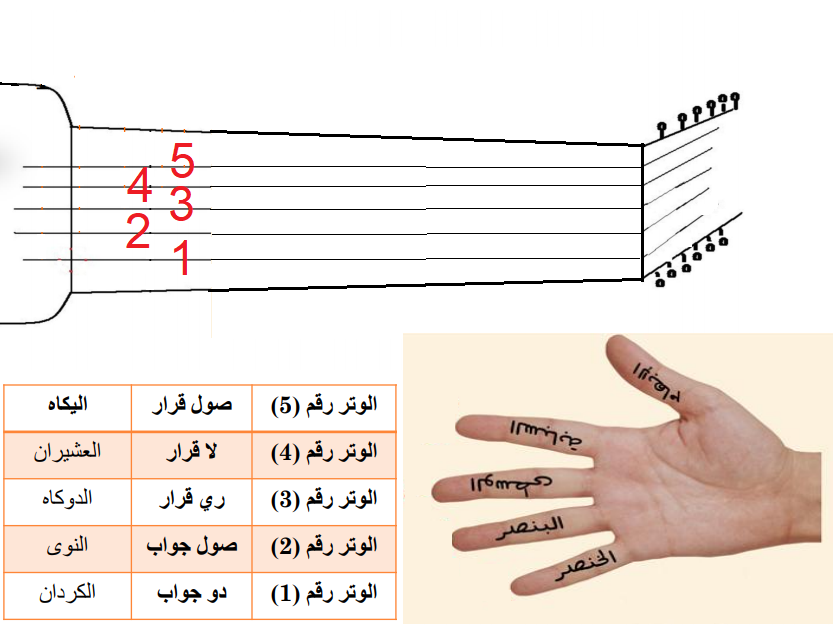 5
4
3
2
1
الوتر رقم (5) صول قرار اليكاه
الوتر رقم (4) لا قرار العشيران
الوتر رقم (3) ري قرار الدوكاه
الوتر رقم (2) صول جواب النوى
الوتر رقم (1) دو جواب الكردان
الإبهام
السبابة
الوسطى
البنصر
الخنصر